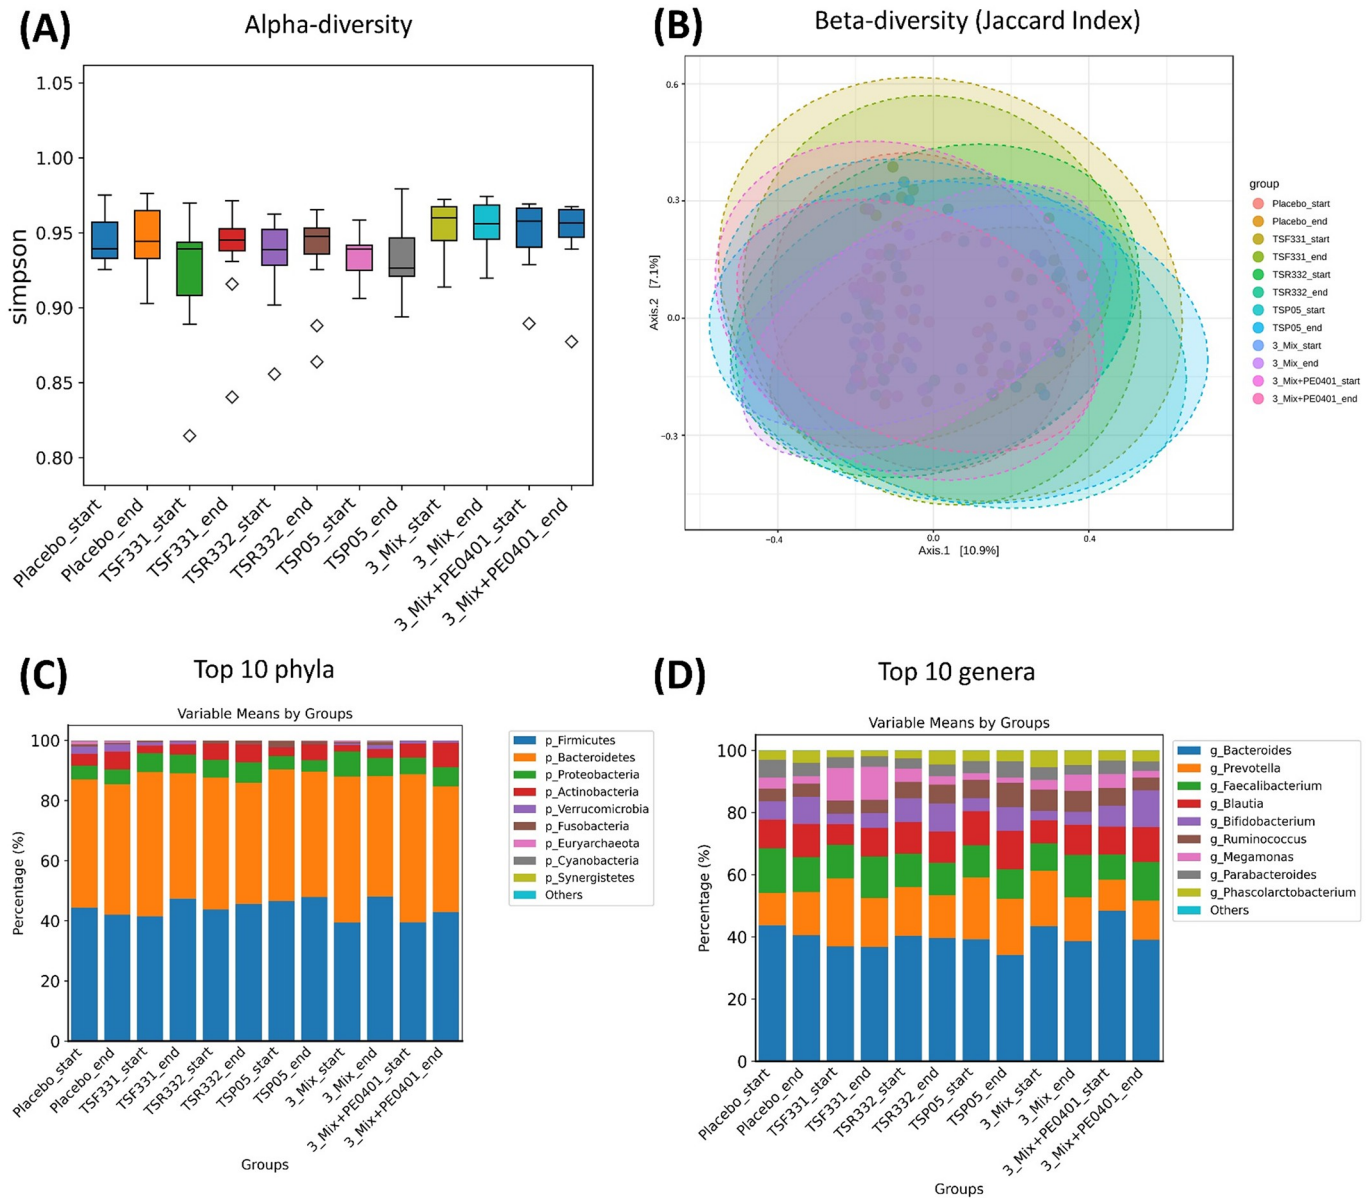 (A)
Alpha-diversity
simpson
1.05
1.00
0.95
0.90
0.85
0.80
Placebo_start
Placebo_end
TSF331_start
TSF331_end
TSR332_start
TSR332_end
TSP05_start
TSP05_end
3_Mix_start
3_Mix_end
3_Mix+PE0401_start
3_Mix+PE0401_end
(B)
Beta-diversity (Jaccard Index)
Axis.2 [7.1%]
0.6
0.3
0.0
-0.3
-0.4
0.0
0.4
Axis.1 [10.9%]
group
Placebo_start
Placebo_end
TSF331_start
TSF331_end
TSR332_start
TSR332_end
TSP05_start
TSP05_end
3_Mix_start
3_Mix_end
3_Mix+PE0401_start
3_Mix+PE0401_end
(C)
Top 10 phyla
Variable Means by Groups
Percentage (%)
100
80
60
40
20
0
Placebo_start
Placebo_end
TSF331_start
TSF331_end
TSR332_start
TSR332_end
TSP05_start
TSP05_end
3_Mix_start
3_Mix_end
3_Mix+PE0401_start
3_Mix+PE0401_end
Groups
p_Firmicutes
p_Bacteroidetes
p_Proteobacteria
p_Actinobacteria
p_Verrucomicrobia
p_Fusobacteria
p_Euryarchaeota
p_Cyanobacteria
p_Synergistetes
Others
(D)
Top 10 genera
Variable Means by Groups
Percentage (%)
100
80
60
40
20
0
Placebo_start
Placebo_end
TSF331_start
TSF331_end
TSR332_start
TSR332_end
TSP05_start
TSP05_end
3_Mix_start
3_Mix_end
3_Mix+PE0401_start
3_Mix+PE0401_end
Groups
g_Bacteroides
g_Prevotella
g_Faecalibacterium
g_Blautia
g_Bifidobacterium
g_Ruminococcus
g_Megamonas
g_Parabacteroides
g_Phascolarctobacterium
Others